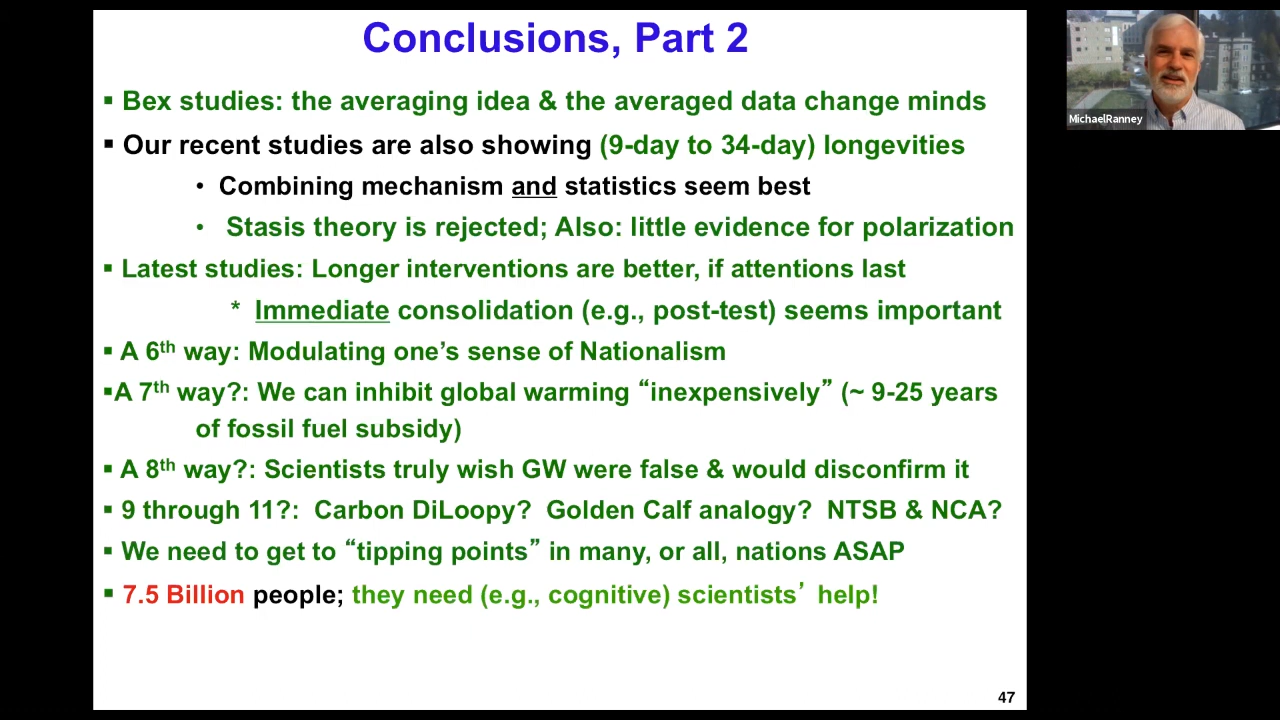 Conclusions, Part 2
▪ Bex studies: the averaging idea & the averaged data change minds
▪ Our recent studies are also showing (9-day to 34-day) longevities
• Combining mechanism and statistics seem best
• Stasis theory is rejected; Also: little evidence for polarization
▪ Latest studies: Longer interventions are better, if attentions last
* Immediate consolidation (e.g., post-test) seems important
▪ A 6th way: Modulating one’s sense of Nationalism
▪A 7th way?: We can inhibit global warming “inexpensively” (~ 9-25 years
of fossil fuel subsidy)
▪ A 8th way?: Scientists truly wish GW were false & would disconfirm it
▪ 9 through 11?: Carbon DiLoopy? Golden Calf analogy? NTSB & NCA?
▪ We need to get to “tipping points” in many, or all, nations ASAP
▪ 7.5 Billion people; they need (e.g., cognitive) scientists’ help!
47
MichaelRanney